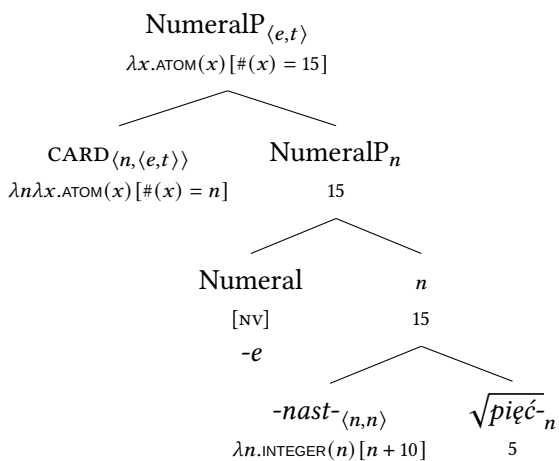 NumeralP⟨e,t⟩
λx.ATOM(x)[#(x) = 15]
CARD⟨n,⟨e,t⟩⟩ NumeralPₙ
λnλx.ATOM(x)[#(x) = n] 15
Numeral n
[NV] 15
-e
-nast-⟨n,n⟩ √pięć-ₙ
λn.INTEGER(n)[n + 10] 5